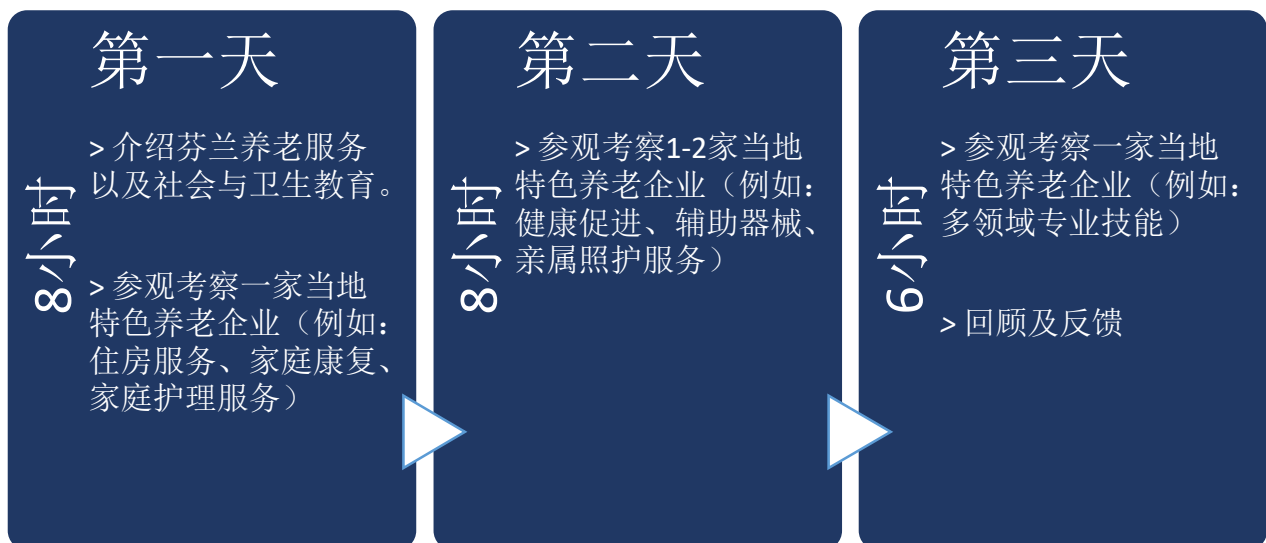 第一天
8小时
> 介绍芬兰养老服务
以及社会与卫生教育。
> 参观考察一家当地
特色养老企业（例如：
住房服务、家庭康复、
家庭护理服务）
第二天
8小时
> 参观考察1-2家当地
特色养老企业（例如：
健康促进、辅助器械、
亲属照护服务）
第三天
6小时
> 参观考察一家当地
特色养老企业（例如：
多领域专业技能）
> 回顾及反馈